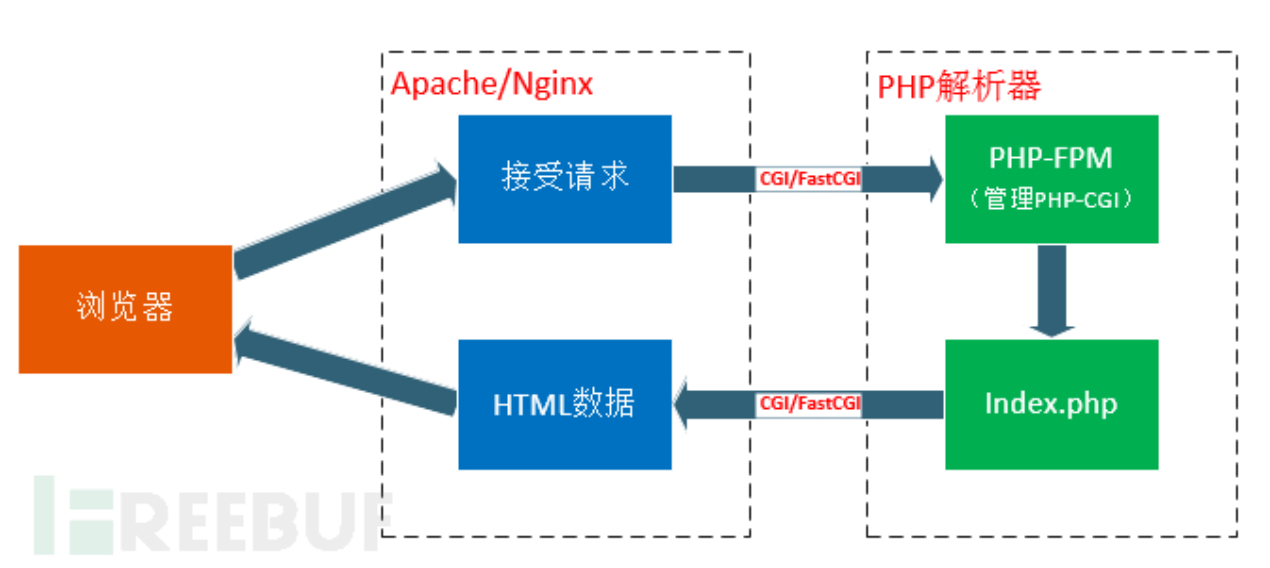 Apache/Nginx
PHP解析器
接受请求
CGI/FastCGI
PHP-FPM
（管理PHP-CGI）
浏览器
HTML数据
CGI/FastCGI
Index.php
FREEBUF